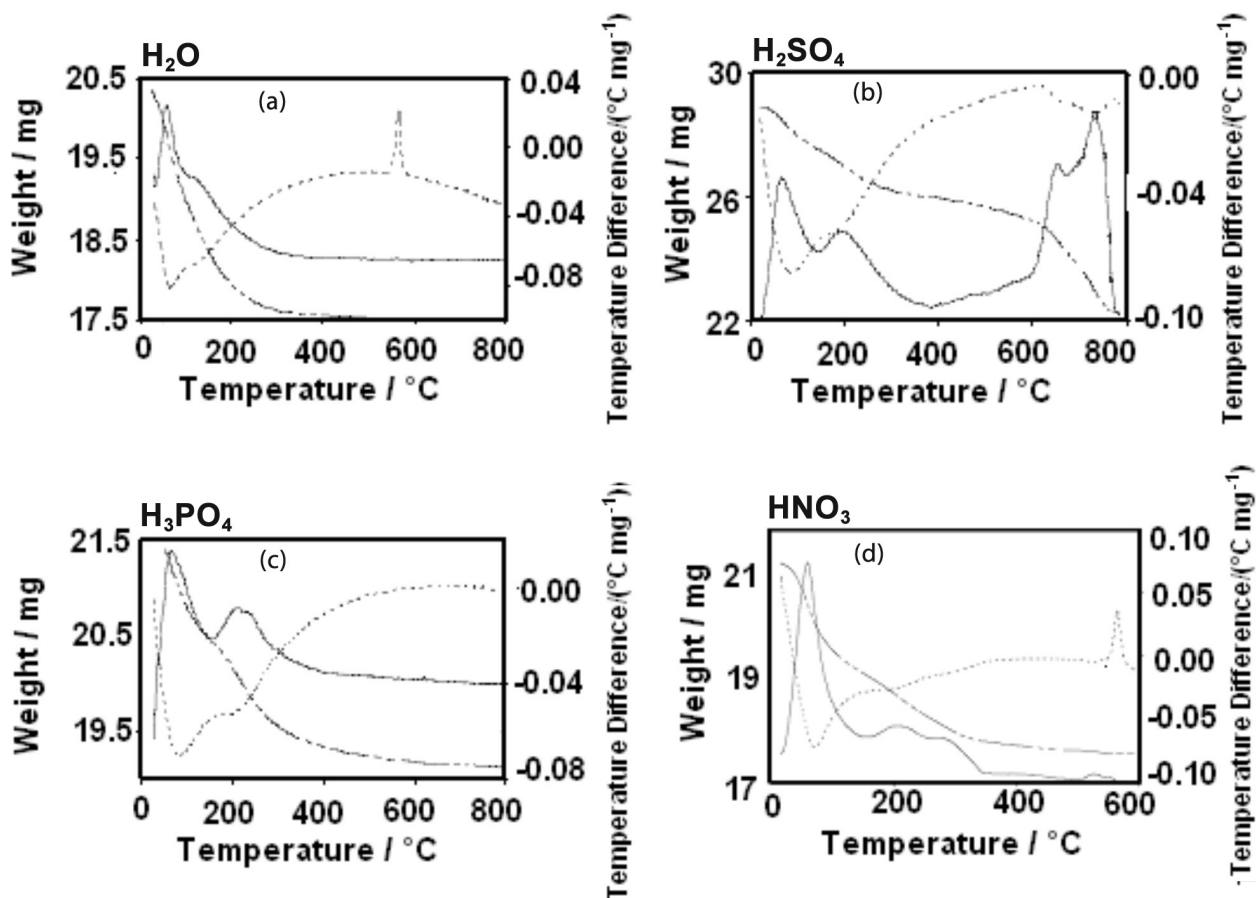 H₂O
(a)
Weight / mg
20.5
19.5
18.5
17.5
0.04
0.00
-0.04
-0.08
0 200 400 600 800
Temperature / °C
Temperature Difference/(°C mg⁻¹)
H₂SO₄
(b)
Weight / mg
30
28
26
24
22
0.00
-0.04
-0.10
0 200 400 600 800
Temperature / °C
Temperature Difference/(°C mg⁻¹)
H₃PO₄
(c)
Weight / mg
21.5
20.5
19.5
0.00
-0.04
-0.08
0 200 400 600 800
Temperature / °C
Temperature Difference/(°C mg⁻¹))
HNO₃
(d)
Weight / mg
21
19
17
0.10
0.05
0.00
-0.05
-0.10
0 200 400 600
Temperature / °C
Temperature Difference/(°C mg⁻¹)